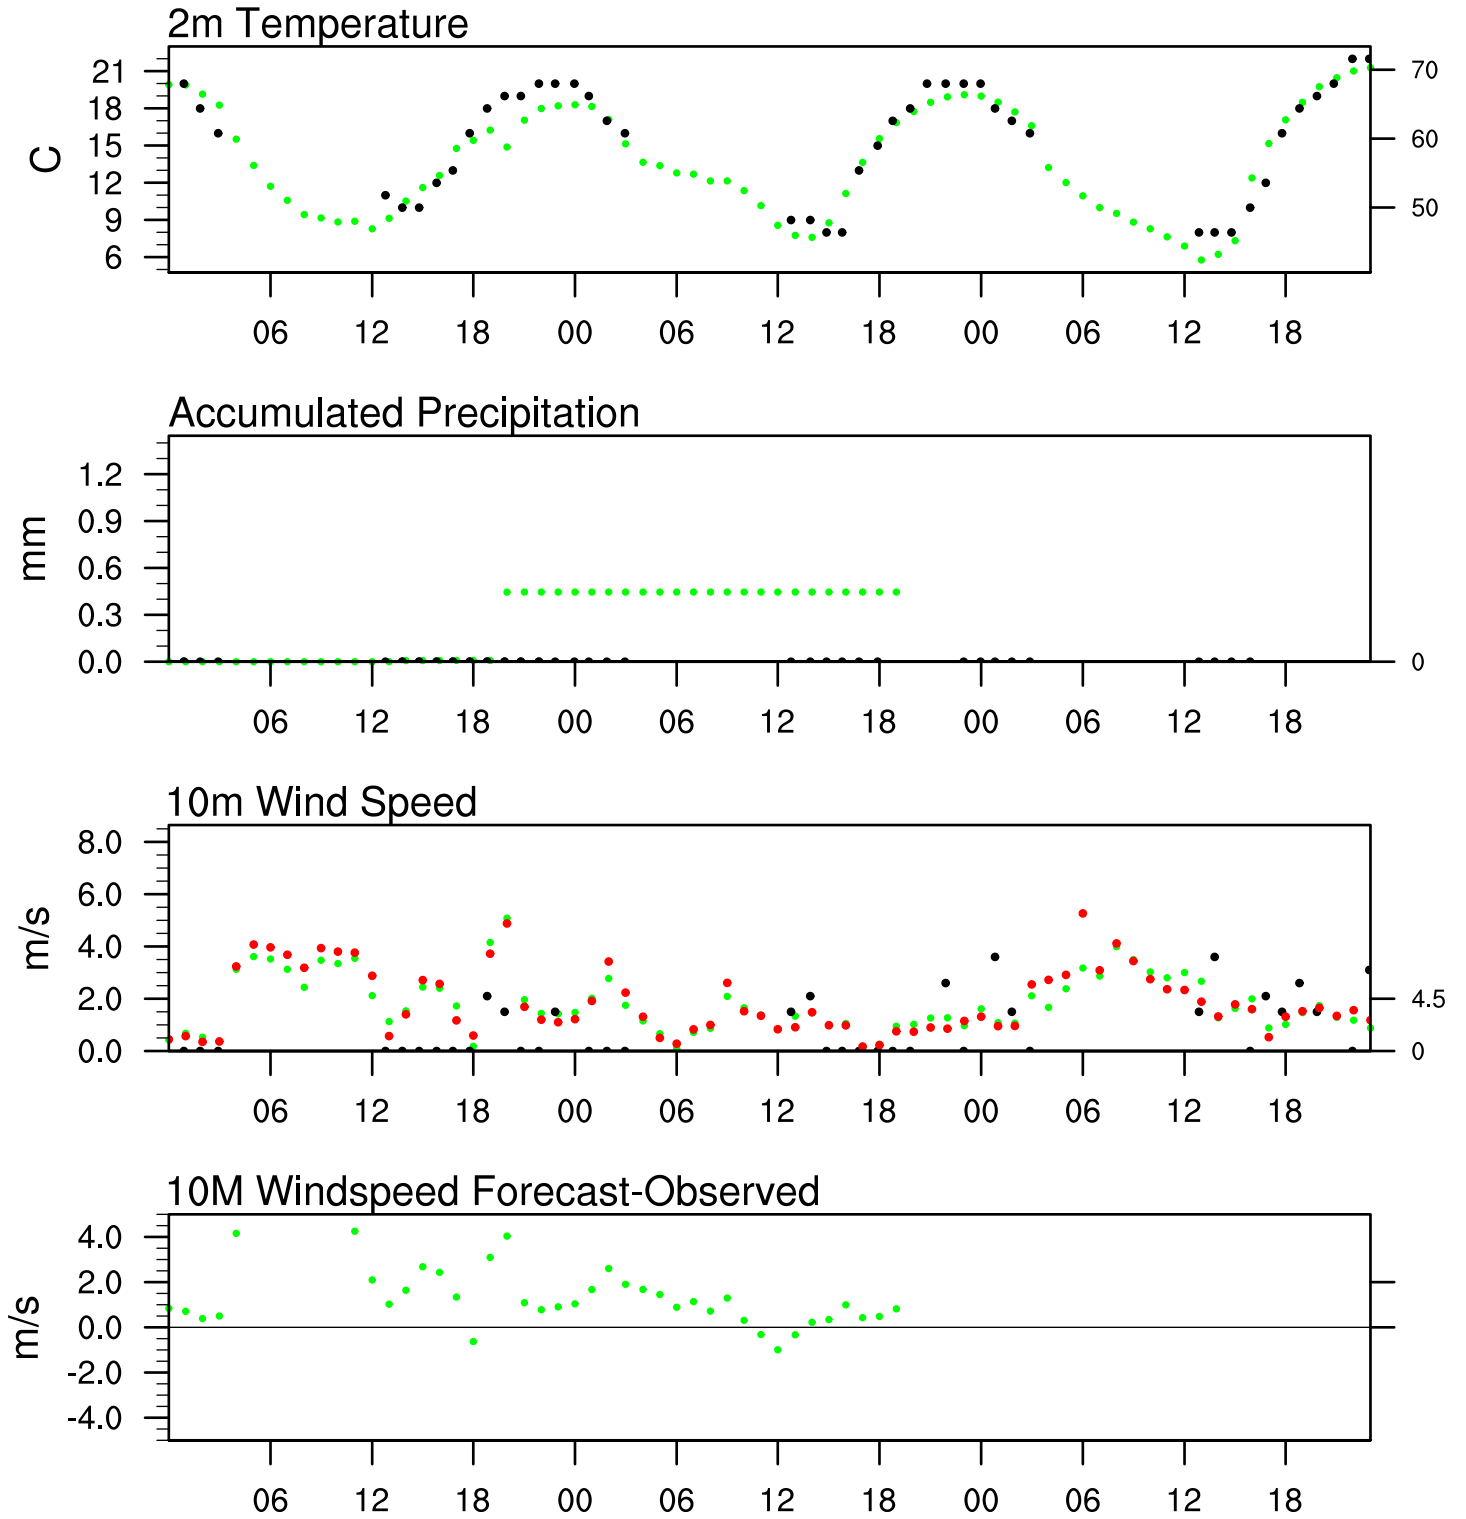 2m Temperature
21
18
15
12
9
6
C
70
60
50
06 12 18 00 06 12 18 00 06 12 18
Accumulated Precipitation
1.2
0.9
0.6
0.3
0.0
mm
0
06 12 18 00 06 12 18 00 06 12 18
10m Wind Speed
8.0
6.0
4.0
2.0
0.0
m/s
4.5
0
06 12 18 00 06 12 18 00 06 12 18
10M Windspeed Forecast-Observed
4.0
2.0
0.0
-2.0
-4.0
m/s
06 12 18 00 06 12 18 00 06 12 18